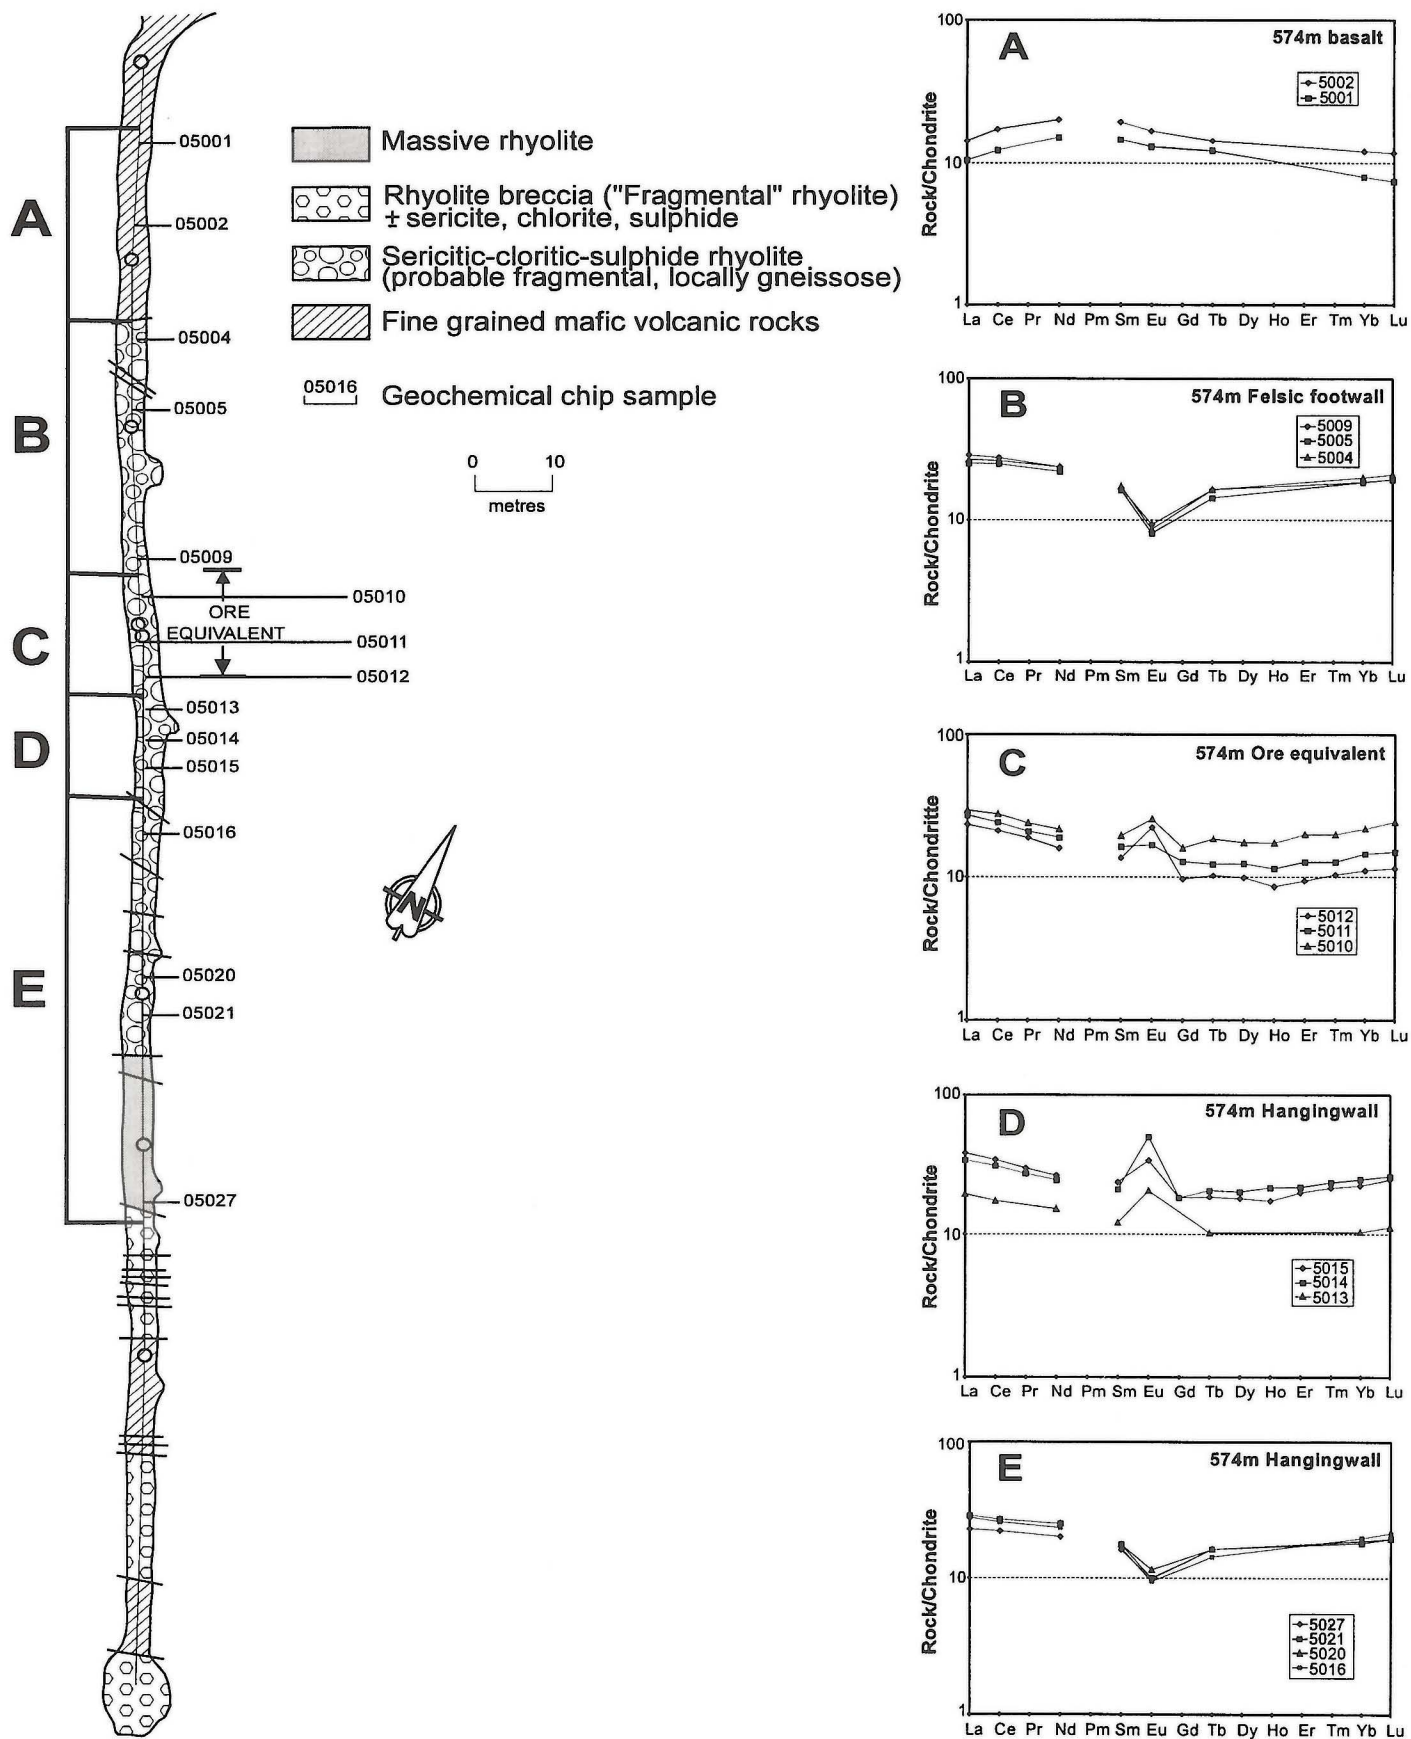 A
B
C
D
E
05001
05002
05004
05005
05009
05010
ORE
EQUIVALENT
05011
05012
05013
05014
05015
05016
05020
05021
05027
Massive rhyolite
Rhyolite breccia ("Fragmental" rhyolite)
± sericite, chlorite, sulphide
Sericitic-cloritic-sulphide rhyolite
(probable fragmental, locally gneissose)
Fine grained mafic volcanic rocks
05016
Geochemical chip sample
0 10
metres
N
A
574m basalt
5002
5001
Rock/Chondrite
100
10
1
La Ce Pr Nd Pm Sm Eu Gd Tb Dy Ho Er Tm Yb Lu
B
574m Felsic footwall
5009
5005
5004
Rock/Chondrite
100
10
1
La Ce Pr Nd Pm Sm Eu Gd Tb Dy Ho Er Tm Yb Lu
C
574m Ore equivalent
5012
5011
5010
Rock/Chondritte
100
10
1
La Ce Pr Nd Pm Sm Eu Gd Tb Dy Ho Er Tm Yb Lu
D
574m Hangingwall
5015
5014
5013
Rock/Chondrite
100
10
1
La Ce Pr Nd Pm Sm Eu Gd Tb Dy Ho Er Tm Yb Lu
E
574m Hangingwall
5027
5021
5020
5016
Rock/Chondrite
100
10
1
La Ce Pr Nd Pm Sm Eu Gd Tb Dy Ho Er Tm Yb Lu